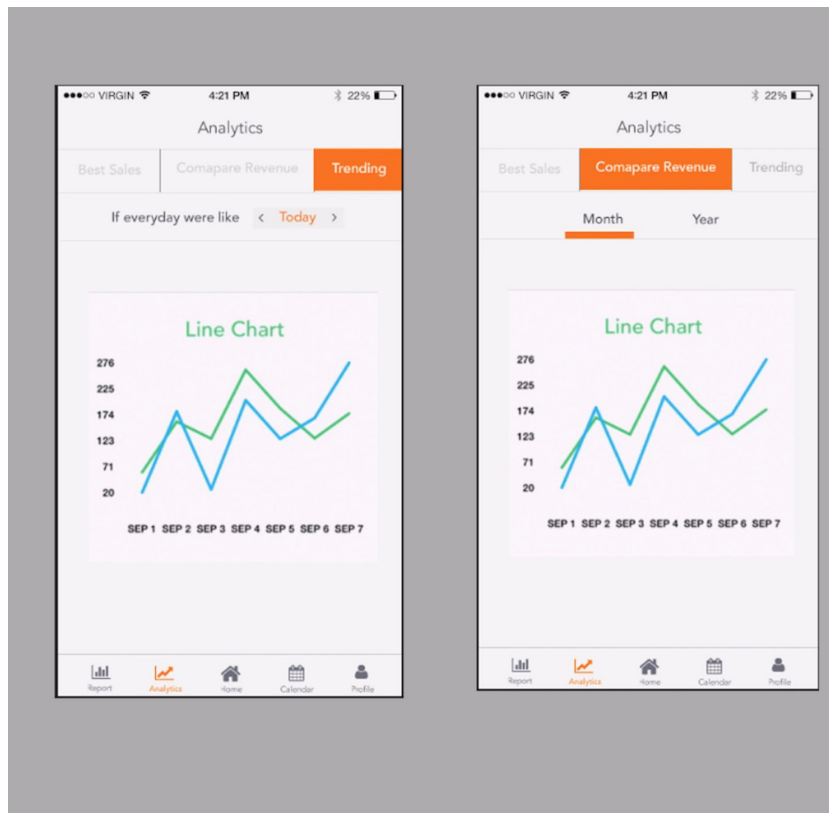 VIRGIN 4:21 PM 22%
Analytics
Best Sales Comapare Revenue Trending
If everyday were like < Today >
Line Chart
276
225
174
123
71
20
SEP 1 SEP 2 SEP 3 SEP 4 SEP 5 SEP 6 SEP 7
Report Analytics Home Calendar Profile
VIRGIN 4:21 PM 22%
Analytics
Best Sales Comapare Revenue Trending
Month Year
Line Chart
276
225
174
123
71
20
SEP 1 SEP 2 SEP 3 SEP 4 SEP 5 SEP 6 SEP 7
Report Analytics Home Calendar Profile